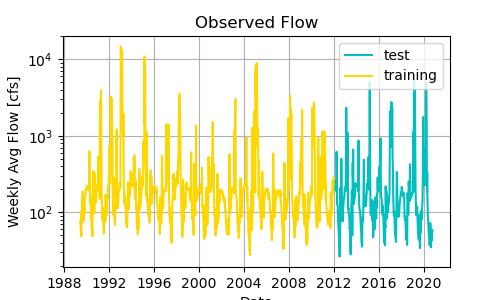 Observed Flow
Weekly Avg Flow [cfs]
10⁴
10³
10²
test
training
1988 1992 1996 2000 2004 2008 2012 2016 2020
Date